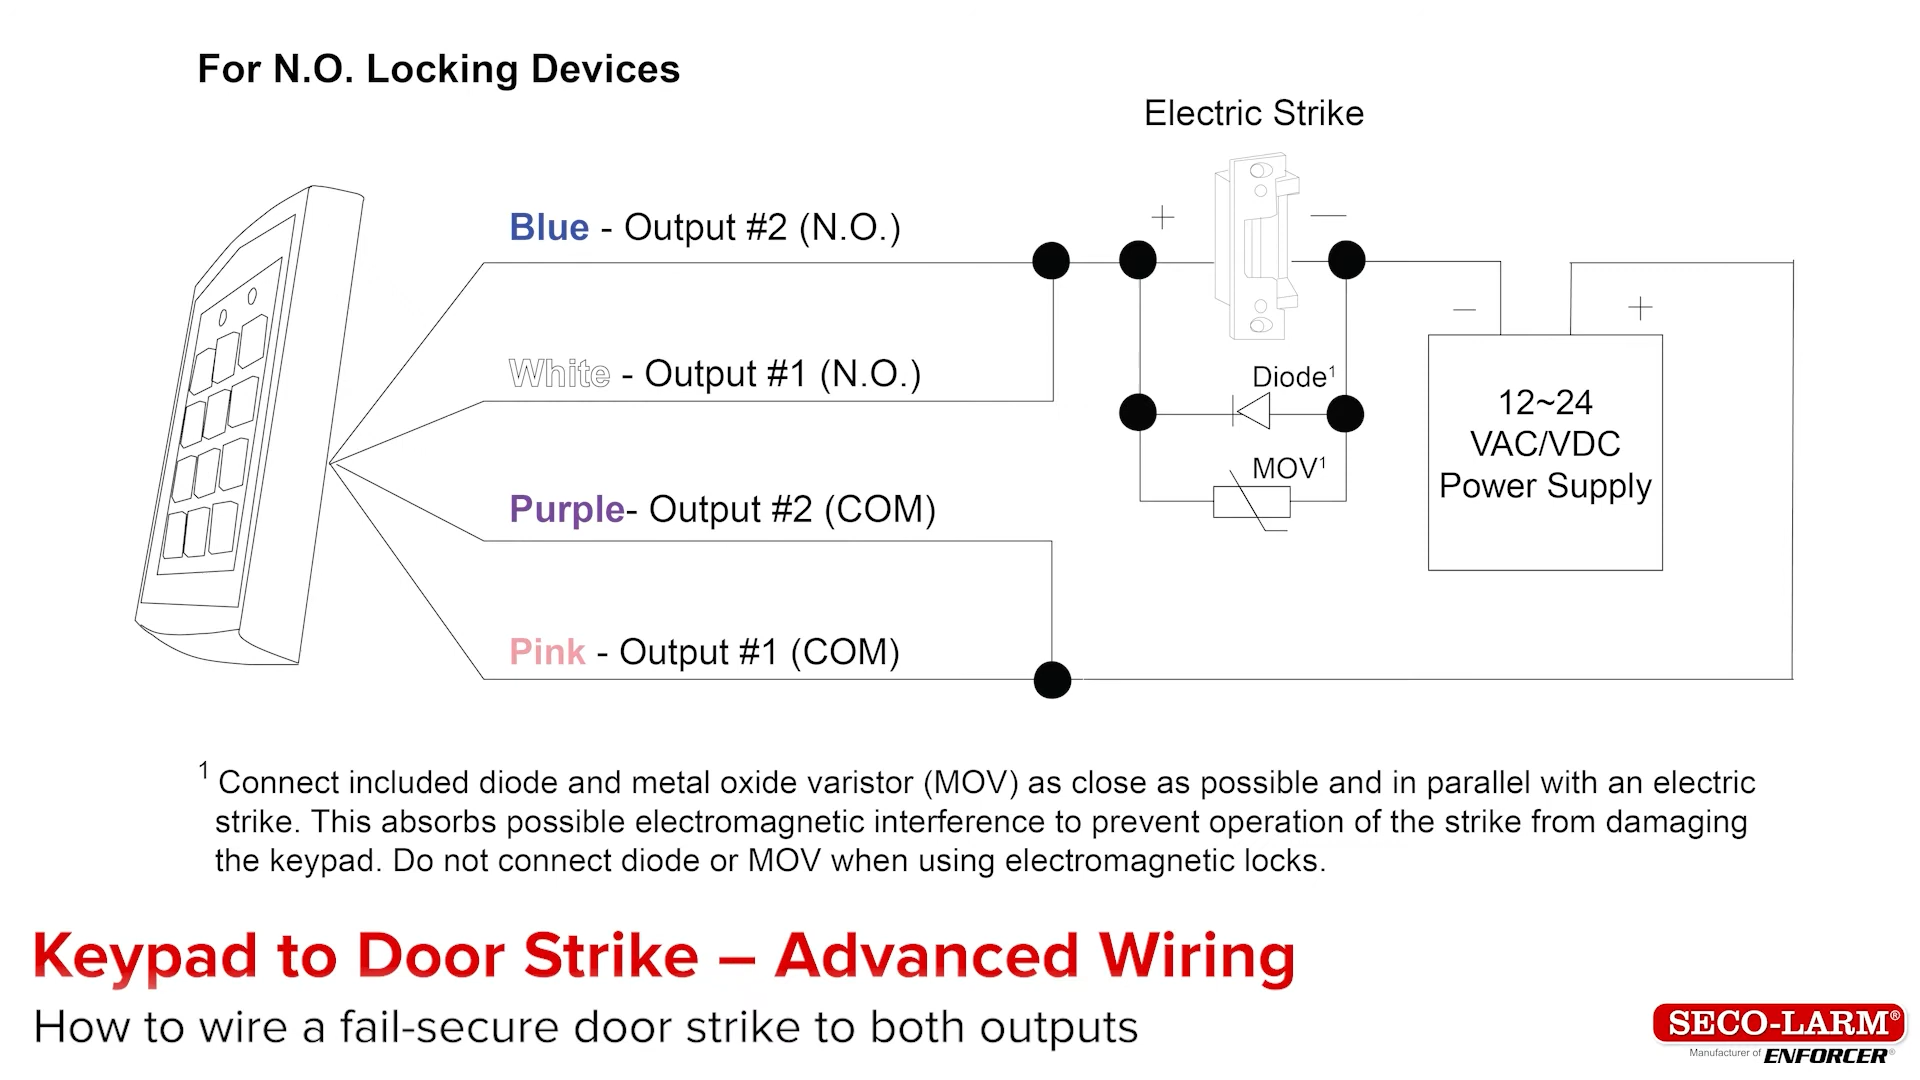 For N.O. Locking Devices
Electric Strike
+
—
Blue - Output #2 (N.O.)
White - Output #1 (N.O.)
Purple- Output #2 (COM)
Pink - Output #1 (COM)
Diode¹
MOV¹
—
+
12~24
VAC/VDC
Power Supply
¹ Connect included diode and metal oxide varistor (MOV) as close as possible and in parallel with an electric
strike. This absorbs possible electromagnetic interference to prevent operation of the strike from damaging
the keypad. Do not connect diode or MOV when using electromagnetic locks.
Keypad to Door Strike – Advanced Wiring
How to wire a fail-secure door strike to both outputs
SECO-LARM®
Manufacturer of ENFORCER®